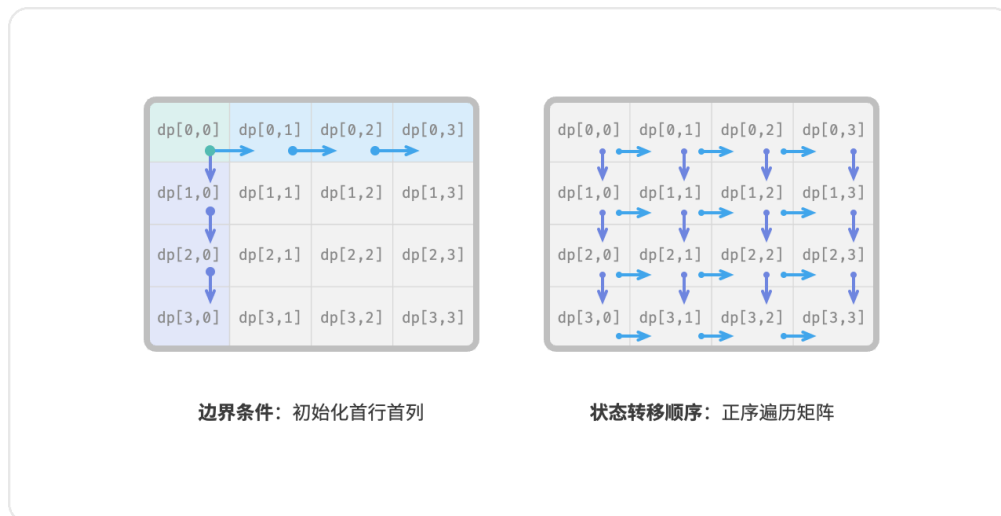 dp[0,0] dp[0,1] dp[0,2] dp[0,3]
dp[1,0] dp[1,1] dp[1,2] dp[1,3]
dp[2,0] dp[2,1] dp[2,2] dp[2,3]
dp[3,0] dp[3,1] dp[3,2] dp[3,3]
边界条件：初始化首行首列
dp[0,0] dp[0,1] dp[0,2] dp[0,3]
dp[1,0] dp[1,1] dp[1,2] dp[1,3]
dp[2,0] dp[2,1] dp[2,2] dp[2,3]
dp[3,0] dp[3,1] dp[3,2] dp[3,3]
状态转移顺序：正序遍历矩阵